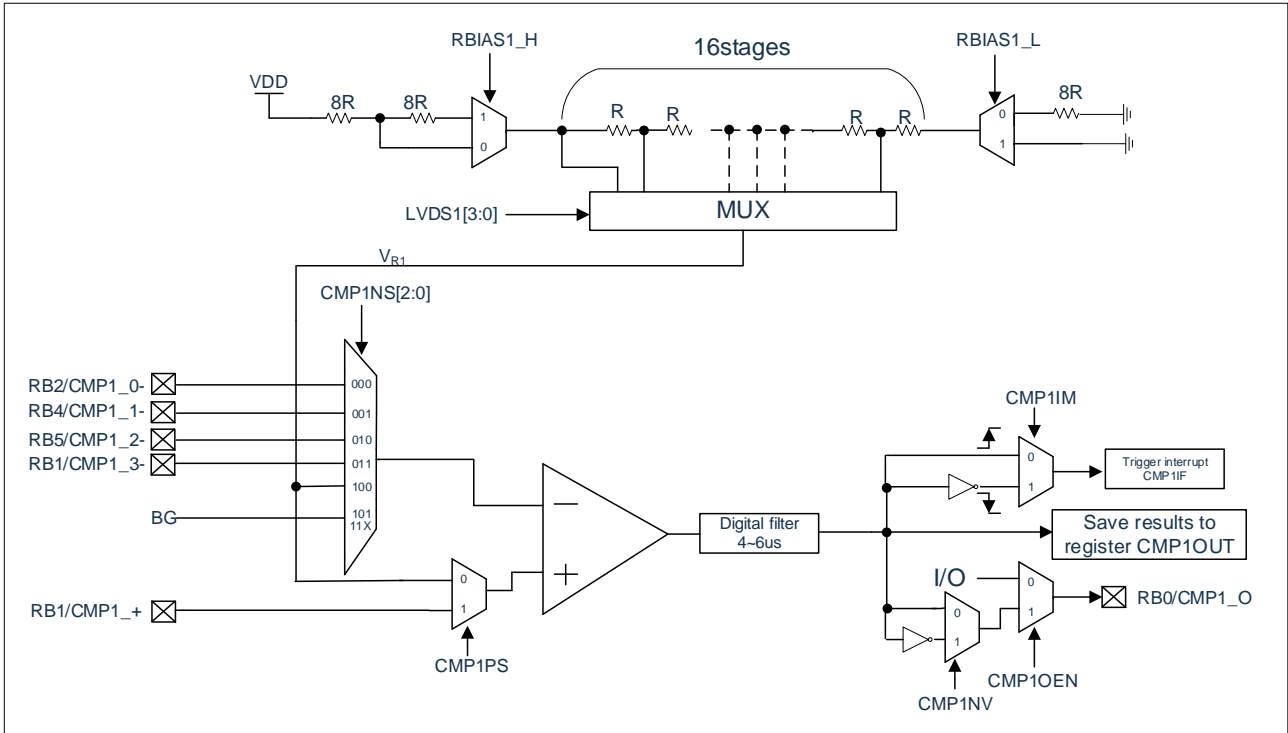 RBIAS1_H
16stages
RBIAS1_L
VDD
8R
8R
1
0
R
R
R
R
0
1
8R
LVDS1[3:0]
MUX
VR1
CMP1NS[2:0]
RB2/CMP1_0-
000
RB4/CMP1_1-
001
RB5/CMP1_2-
010
RB1/CMP1_3-
011
100
BG
101
11X
RB1/CMP1_+
0
1
CMP1PS
Digital filter
4~6us
CMP1IM
0
1
Trigger interrupt
CMP1IF
Save results to
register CMP1OUT
I/O
0
1
0
1
RB0/CMP1_O
CMP1OEN
CMP1NV